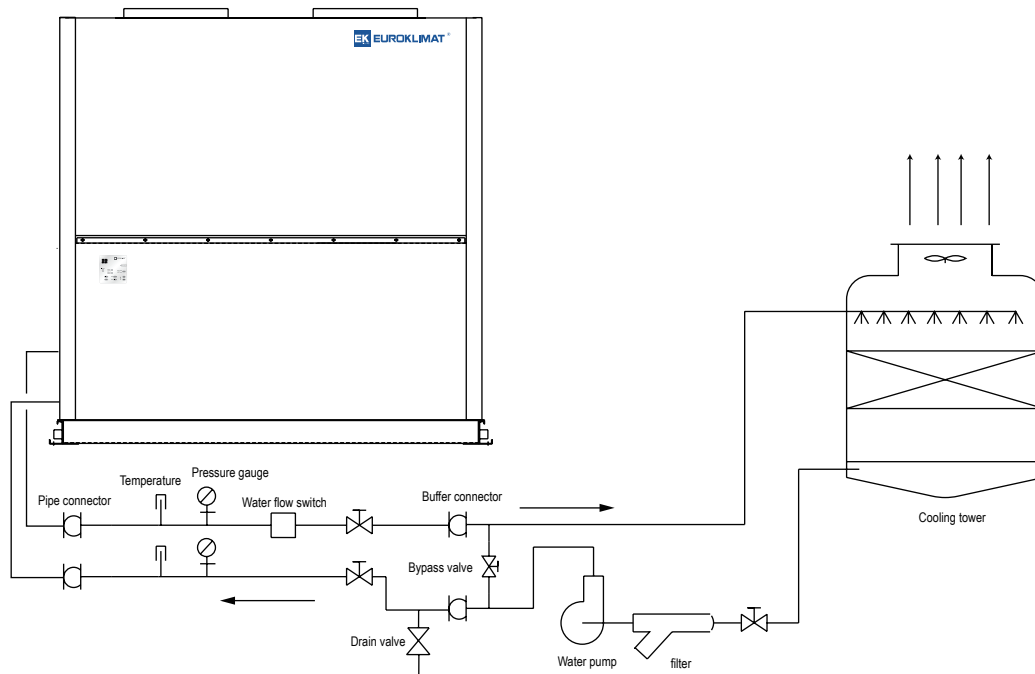 EK EUROKLIMAT®
Temperature
Pressure gauge
Pipe connector
Water flow switch
Buffer connector
Cooling tower
Bypass valve
Drain valve
Water pump
filter